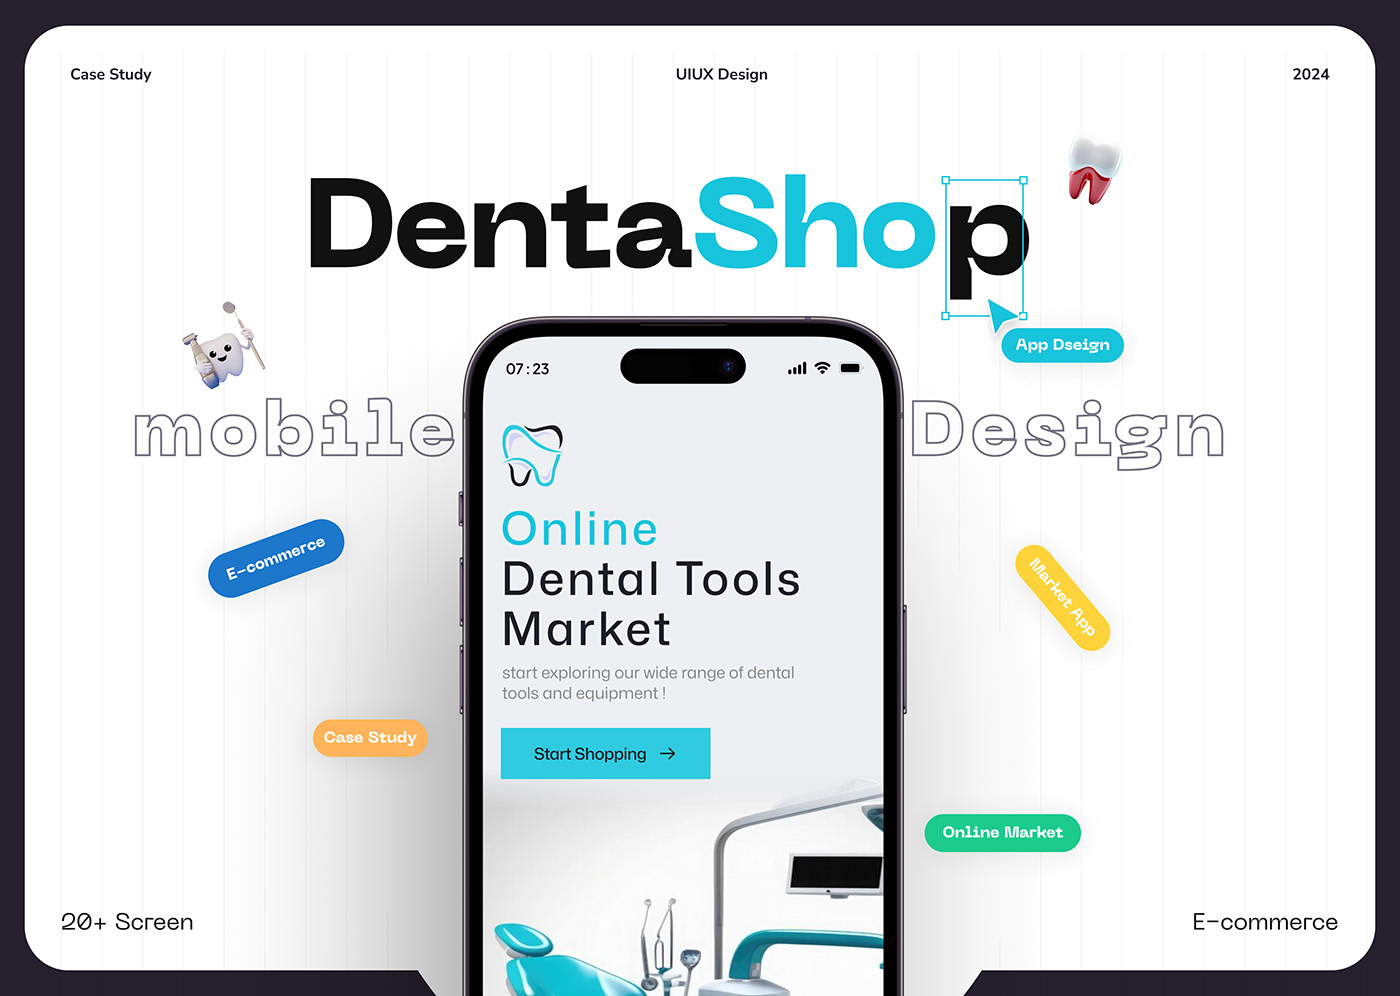 Case Study
UIUX Design
2024
DentaShop
App Dseign
07:23
mobile
Design
Online
Dental Tools
Market
start exploring our wide range of dental
tools and equipment !
Start Shopping
E-commerce
Market App
Case Study
Online Market
20+ Screen
E-commerce